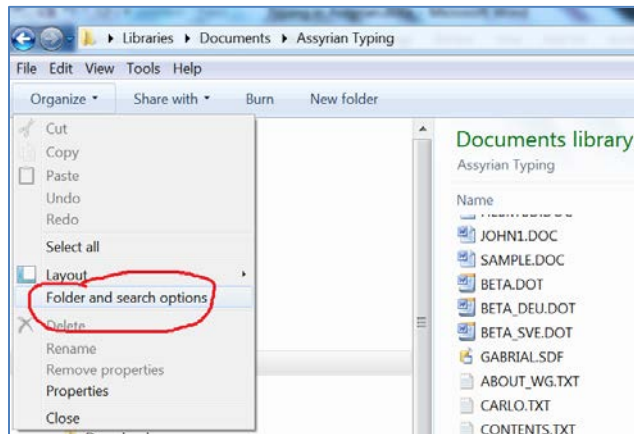 Libraries ▸ Documents ▸ Assyrian Typing
File Edit View Tools Help
Organize Share with Burn New folder
Cut
Copy
Paste
Undo
Redo
Select all
Layout
Folder and search options
Delete
Rename
Remove properties
Properties
Close
Documents library
Assyrian Typing
Name
JOHN1.DOC
SAMPLE.DOC
BETA.DOT
BETA_DEU.DOT
BETA_SVE.DOT
GABRIAL.SDF
ABOUT_WG.TXT
CARLO.TXT
CONTENTS.TXT